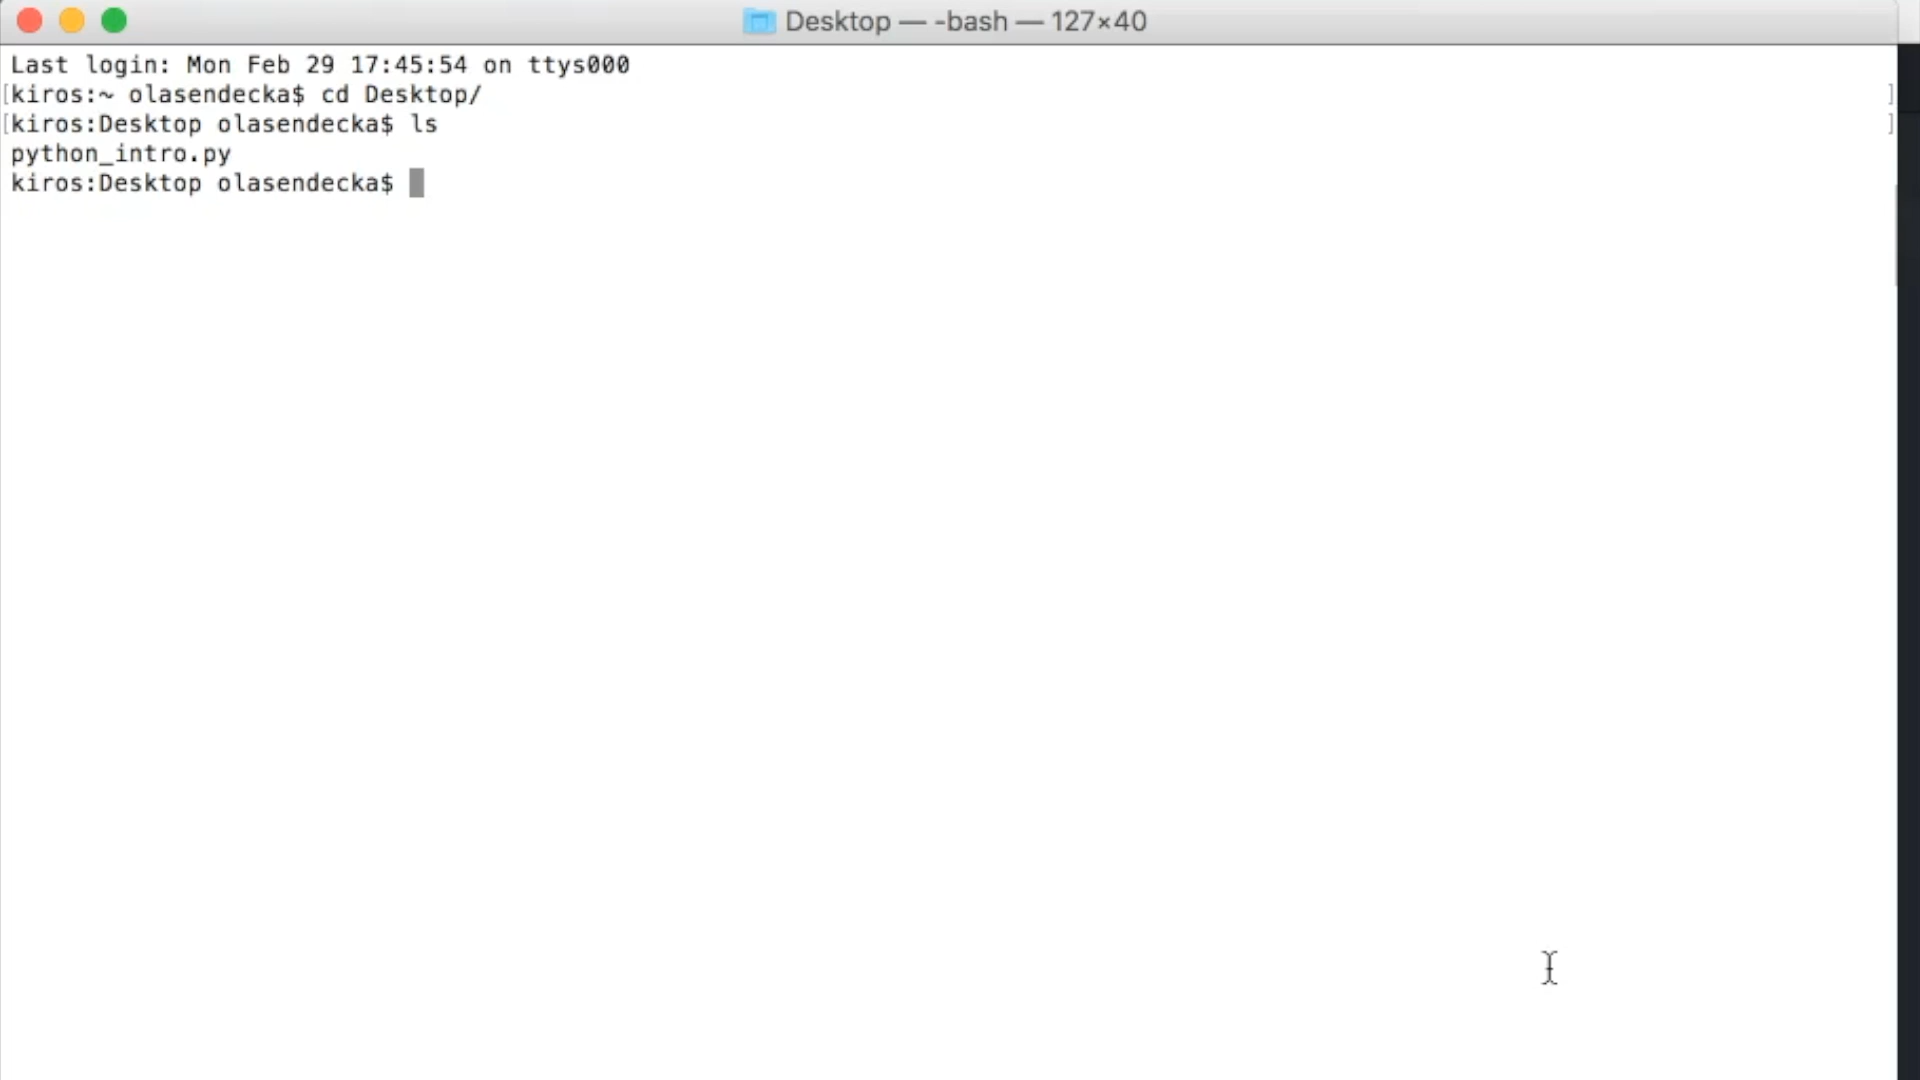 Desktop — -bash — 127×40
Last login: Mon Feb 29 17:45:54 on ttys000
[kiros:~ olasendecka$ cd Desktop/ ]
[kiros:Desktop olasendecka$ ls ]
python_intro.py
kiros:Desktop olasendecka$